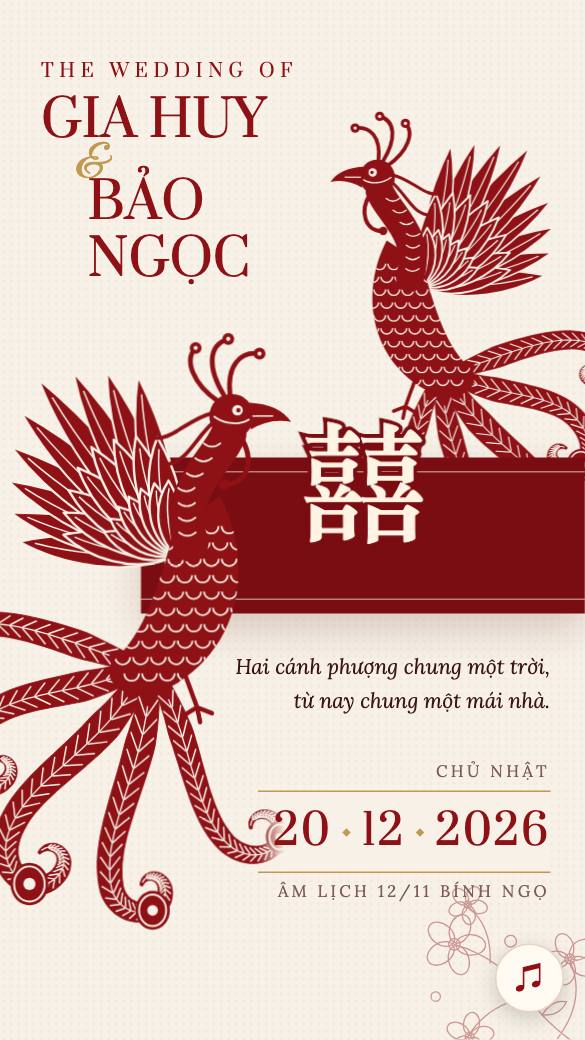 THE WEDDING OF
GIA HUY
&
BẢO
NGỌC
囍
Hai cánh phượng chung một trời,
từ nay chung một mái nhà.
CHỦ NHẬT
20 · 12 · 2026
ÂM LỊCH 12/11 BÍNH NGỌ